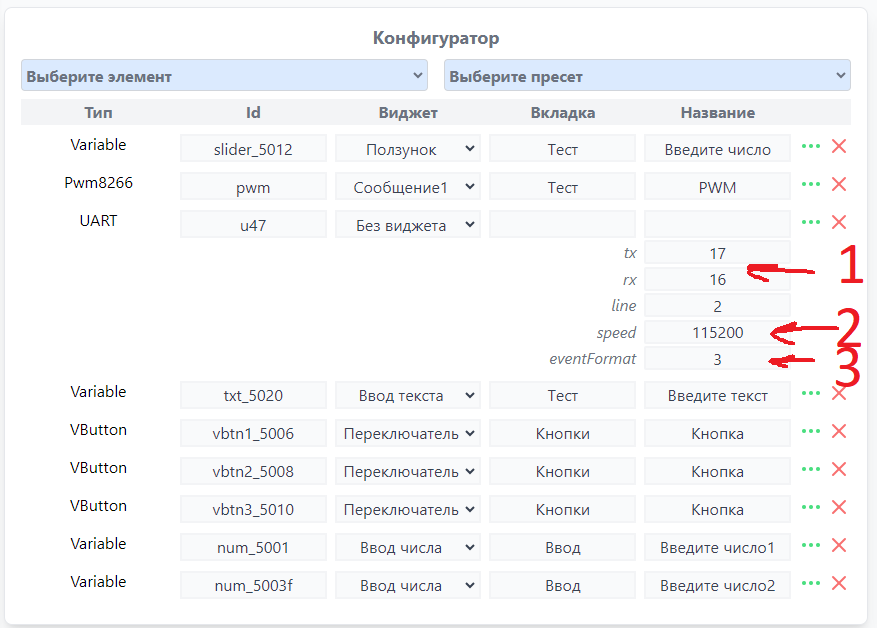 Конфигуратор
Выберите элемент Выберите пресет
Тип Id Виджет Вкладка Название
Variable slider_5012 Ползунок Тест Введите число
Pwm8266 pwm Сообщение1 Тест PWM
UART u47 Без виджета
tx 17
1
rx 16
line 2
speed 115200 2
eventFormat 3 3
Variable txt_5020 Ввод текста Тест Введите текст
VButton vbtn1_5006 Переключатель Кнопки Кнопка
VButton vbtn2_5008 Переключатель Кнопки Кнопка
VButton vbtn3_5010 Переключатель Кнопки Кнопка
Variable num_5001 Ввод числа Ввод Введите число1
Variable num_5003f Ввод числа Ввод Введите число2